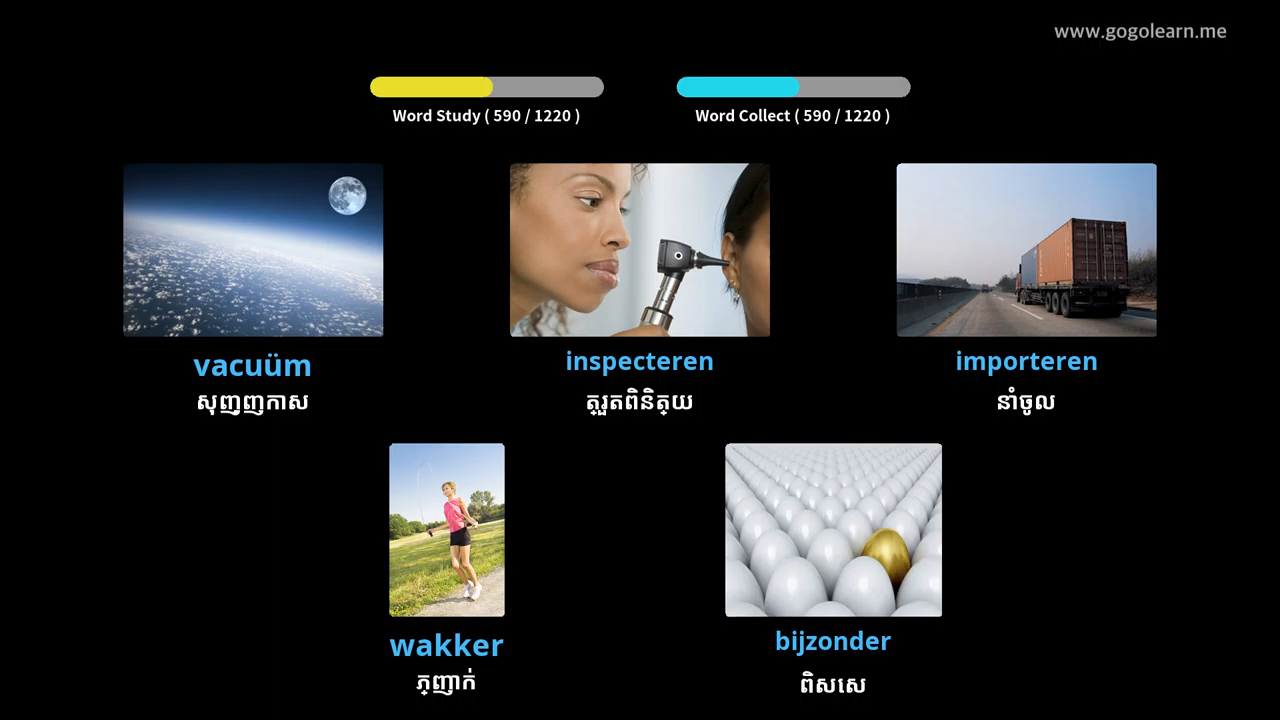 www.gogolearn.me
Word Study ( 590 / 1220 )
Word Collect ( 590 / 1220 )
vacuüm
សុញ្ញកាស
inspecteren
ត្រួតពិនិត្យ
importeren
នាំចូល
wakker
ភ្ញាក់
bijzonder
ពិសេស